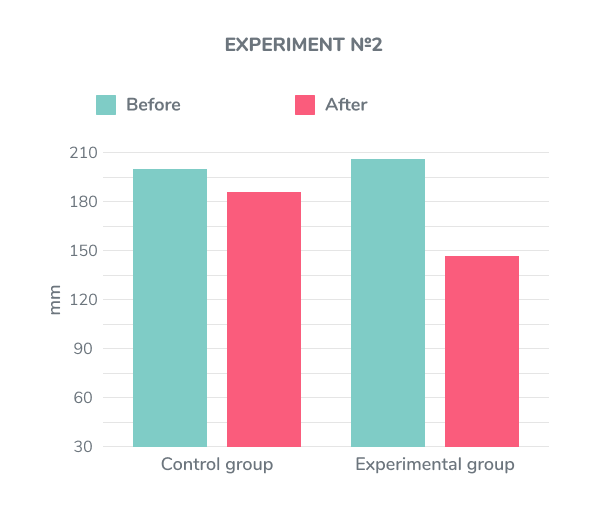 EXPERIMENT №2
Before
After
210
180
150
120
90
60
30
mm
Control group
Experimental group